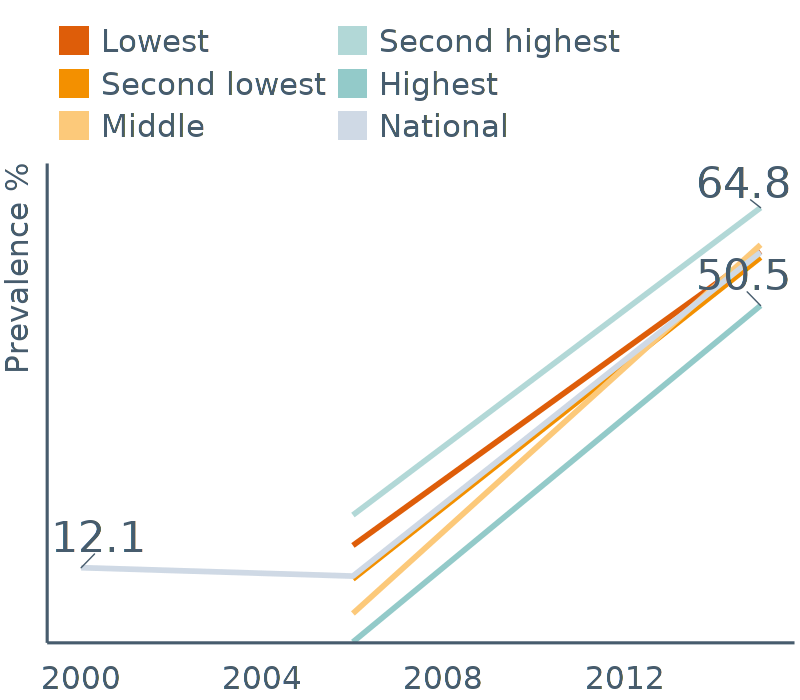 Lowest
Second lowest
Middle
Second highest
Highest
National
Prevalence %
64.8
50.5
12.1
2000 2004 2008 2012